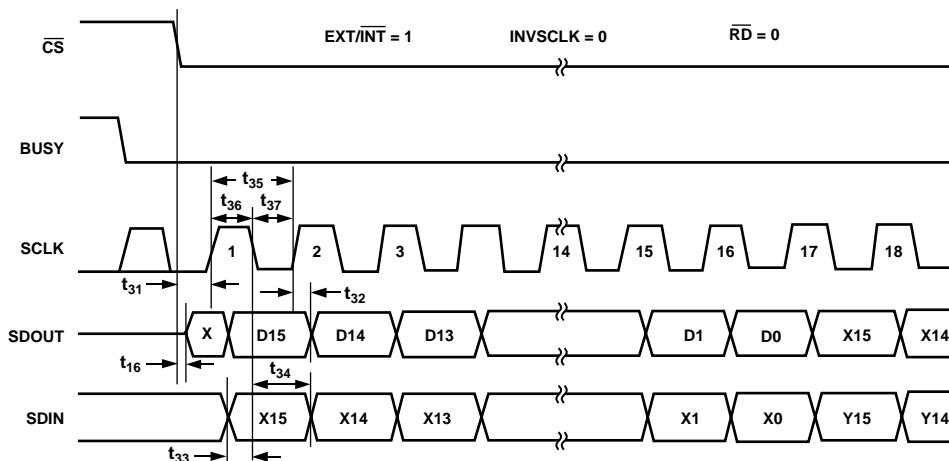 CS
EXT/INT = 1 INVSCLK = 0 RD = 0
BUSY
t35
t36 t37
SCLK 1 2 3 14 15 16 17 18
t31 t32
SDOUT X D15 D14 D13 D1 D0 X15 X14
t16 t34
SDIN X15 X14 X13 X1 X0 Y15 Y14
t33